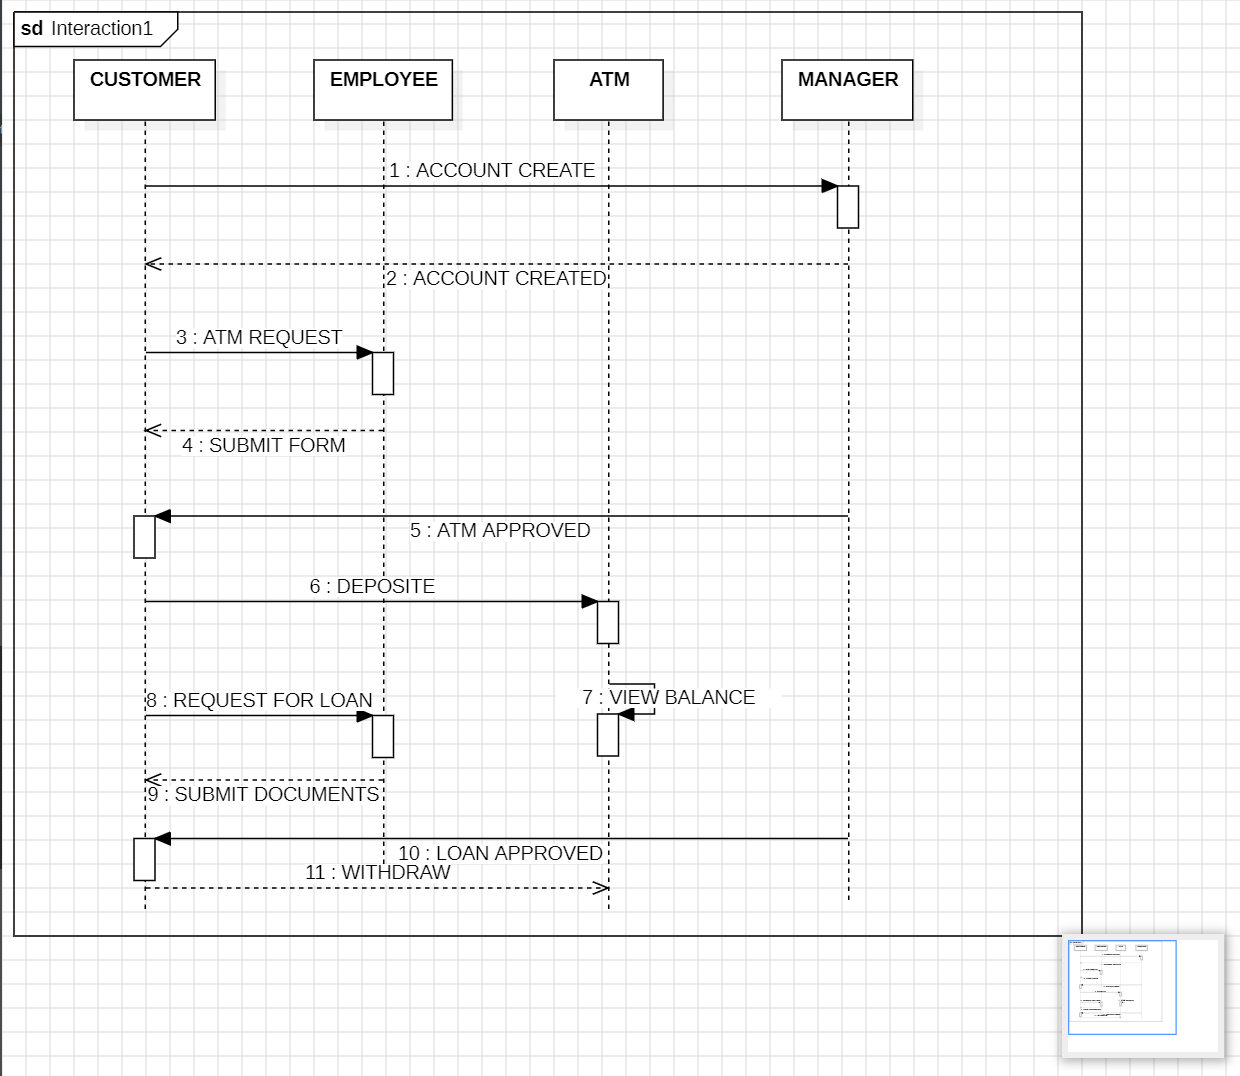 sd Interaction1
CUSTOMER
EMPLOYEE
ATM
MANAGER
1 : ACCOUNT CREATE
2 : ACCOUNT CREATED
3 : ATM REQUEST
4 : SUBMIT FORM
5 : ATM APPROVED
6 : DEPOSITE
7 : VIEW BALANCE
8 : REQUEST FOR LOAN
9 : SUBMIT DOCUMENTS
10 : LOAN APPROVED
11 : WITHDRAW